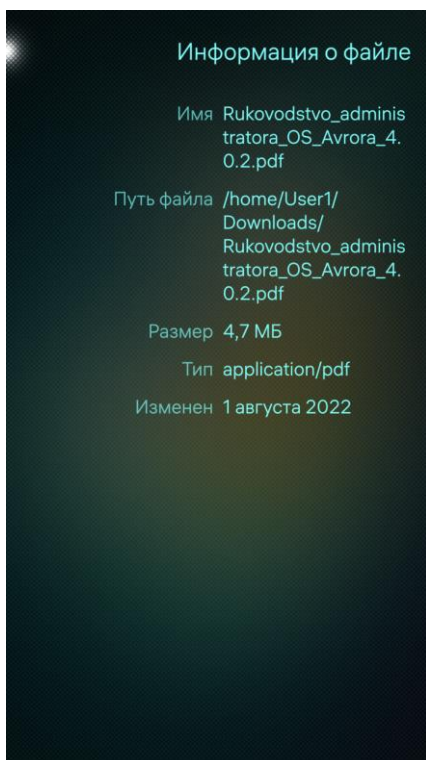 Информация о файле
Имя Rukovodstvo_adminis
tratora_OS_Avrora_4.
0.2.pdf
Путь файла /home/User1/
Downloads/
Rukovodstvo_adminis
tratora_OS_Avrora_4.
0.2.pdf
Размер 4,7 МБ
Тип application/pdf
Изменен 1 августа 2022